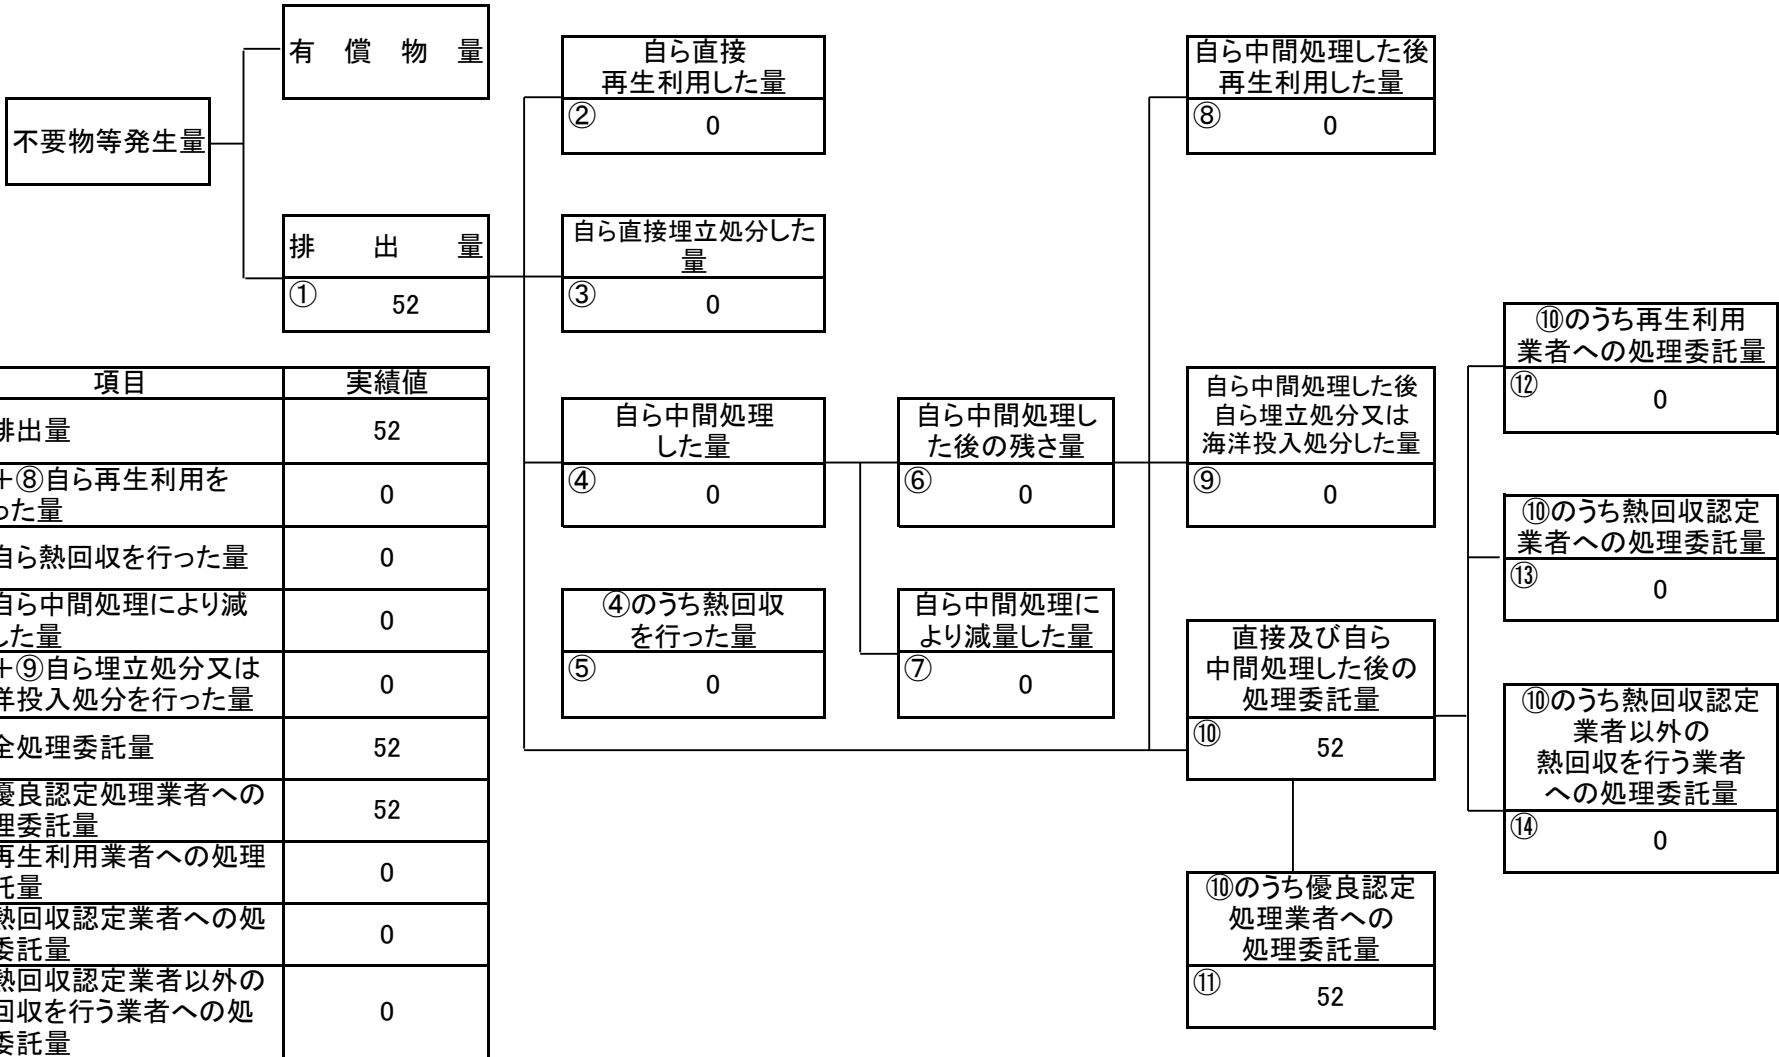 有償物量
不要物等発生量
排出量
①
52
自ら直接
再生利用した量
②
0
自ら直接埋立処分した
量
③
0
自ら中間処理
した量
④
0
④のうち熱回収
を行った量
⑤
0
自ら中間処理し
た後の残さ量
⑥
0
自ら中間処理に
より減量した量
⑦
0
自ら中間処理した後
再生利用した量
⑧
0
自ら中間処理した後
自ら埋立処分又は
海洋投入処分した量
⑨
0
直接及び自ら
中間処理した後の
処理委託量
⑩
52
⑩のうち優良認定
処理業者への
処理委託量
⑪
52
⑩のうち再生利用
業者への処理委託量
⑫
0
⑩のうち熱回収認定
業者への処理委託量
⑬
0
⑩のうち熱回収認定
業者以外の
熱回収を行う業者
への処理委託量
⑭
0
項目 実績値
排出量 52
+⑧自ら再生利用を
った量 0
自ら熱回収を行った量 0
自ら中間処理により減
した量 0
+⑨自ら埋立処分又は
洋投入処分を行った量 0
全処理委託量 52
優良認定処理業者への
理委託量 52
再生利用業者への処理
託量 0
熱回収認定業者への処
委託量 0
熱回収認定業者以外の
回収を行う業者への処
委託量 0